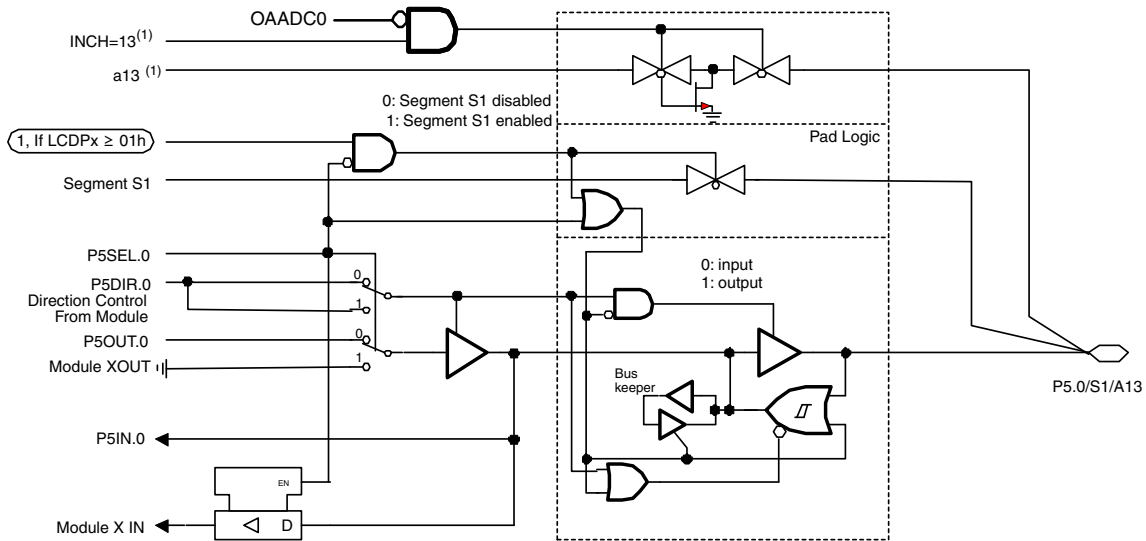 OAADC0
INCH=13(1)
a13 (1)
0: Segment S1 disabled
1: Segment S1 enabled
Pad Logic
1, If LCDPx ≥ 01h
Segment S1
P5SEL.0
0: input
1: output
P5DIR.0
0
Direction Control
From Module
1
P5OUT.0
0
Module XOUT
1
Bus
keeper
P5.0/S1/A13
P5IN.0
EN
Module X IN
D